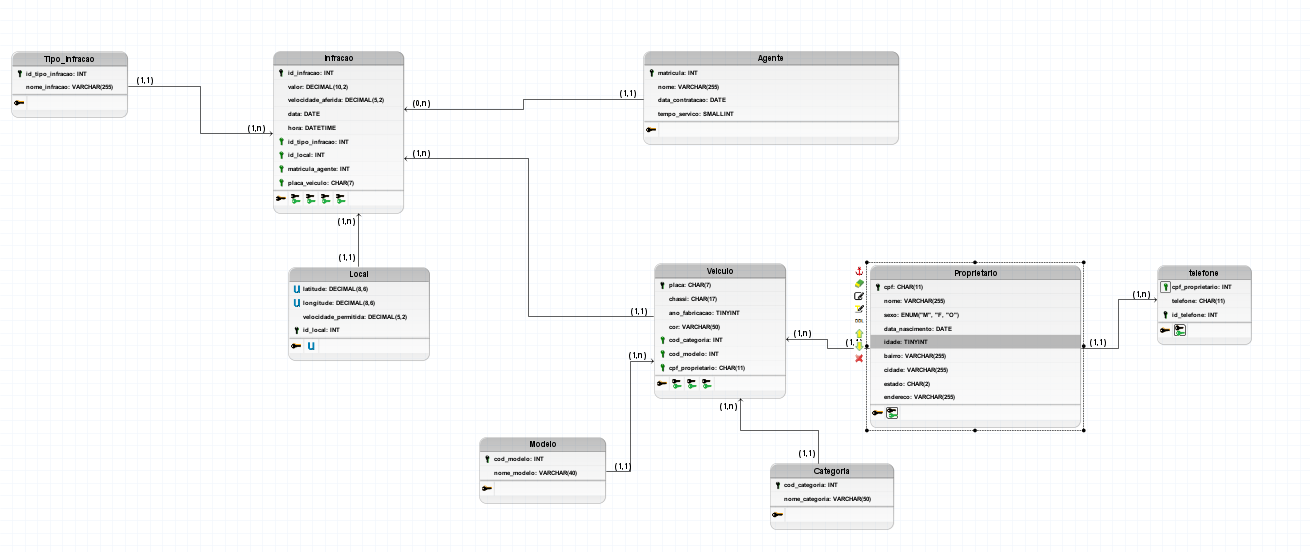 Tipo_Infracao
id_tipo_infracao: INT
nome_infracao: VARCHAR(255)
(1,1)
(1,n)
Infracao
id_infracao: INT
valor: DECIMAL(10,2)
velocidade_aferida: DECIMAL(5,2)
data: DATE
hora: DATETIME
id_tipo_infracao: INT
id_local: INT
matricula_agente: INT
placa_veiculo: CHAR(7)
(0,n)
(1,1)
(1,n)
Agente
matricula: INT
nome: VARCHAR(255)
data_contratacao: DATE
tempo_servico: SMALLINT
(1,n)
(1,1)
Local
latitude: DECIMAL(8,6)
longitude: DECIMAL(8,6)
velocidade_permitida: DECIMAL(5,2)
id_local: INT
Veiculo
placa: CHAR(7)
chassi: CHAR(17)
ano_fabricacao: TINYINT
cor: VARCHAR(50)
cod_categoria: INT
cod_modelo: INT
cpf_proprietario: CHAR(11)
(1,1)
(1,n)
(1,n)
(1,n)
(1,
Proprietario
cpf: CHAR(11)
nome: VARCHAR(255)
sexo: ENUM("M", "F, "O")
data_nascimento: DATE
idade: TINYINT
bairro: VARCHAR(255)
cidade: VARCHAR(255)
estado: CHAR(2)
endereco: VARCHAR(255)
(1,1)
(1,n)
telefone
cpf_proprietario: INT
telefone: CHAR(11)
id_telefone: INT
Modelo
cod_modelo: INT
nome_modelo: VARCHAR(40)
(1,1)
(1,1)
Categoria
cod_categoria: INT
nome_categoria: VARCHAR(50)